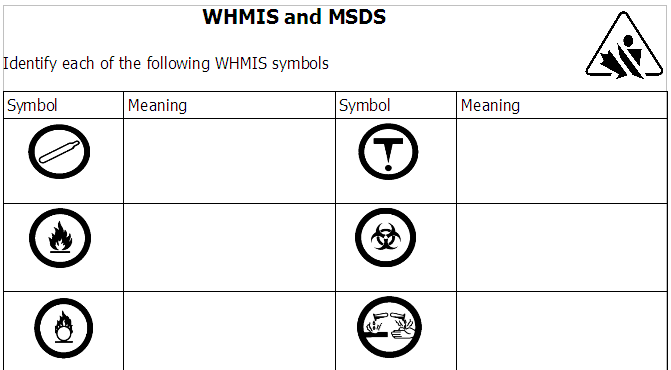 WHMIS and MSDS
Identify each of the following WHMIS symbols
Symbol Meaning Symbol Meaning